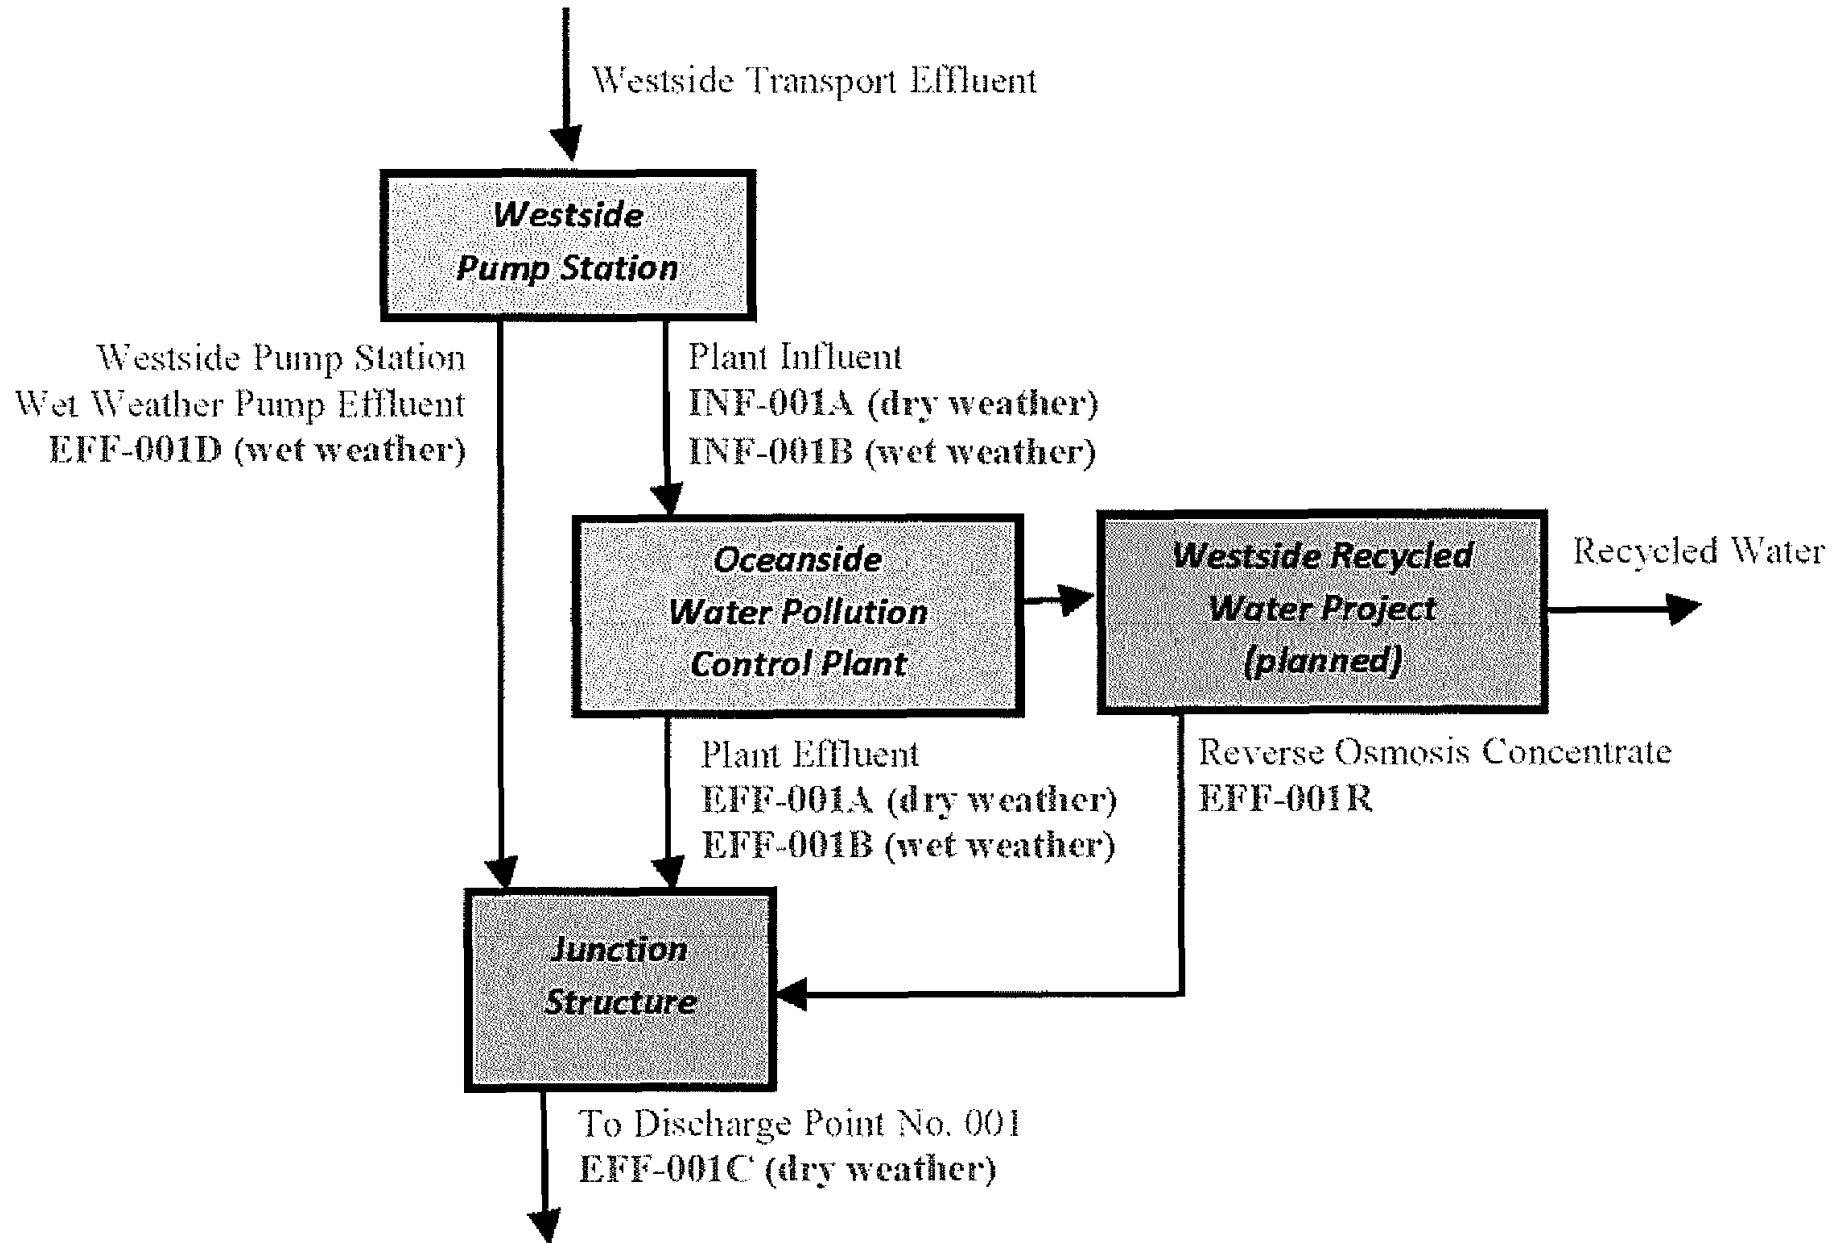 Westside Transport Effluent
Westside
Pump Station
Westside Pump Station
Wet Weather Pump Effluent
EFF-001D (wet weather)
Plant Influent
INF-001A (dry weather)
INF-001B (wet weather)
Oceanside
Water Pollution
Control Plant
Westside Recycled
Water Project
(planned)
Recycled Water
Plant Effluent
EFF-001A (dry weather)
EFF-001B (wet weather)
Reverse Osmosis Concentrate
EFF-001R
Junction
Structure
To Discharge Point No. 001
EFF-001C (dry weather)